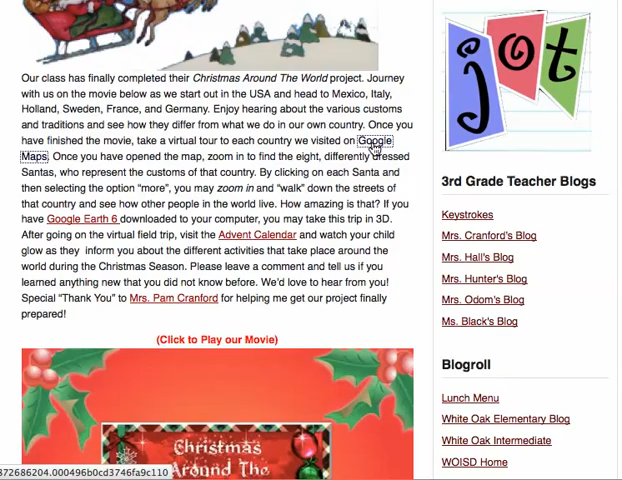 Our class has finally completed their Christmas Around The World project. Journey
with us on the movie below as we start out in the USA and head to Mexico, Italy,
Holland, Sweden, France, and Germany. Enjoy hearing about the various customs
and traditions and see how they differ from what we do in our own country. Once you
have finished the movie, take a virtual tour to each country we visited on Google
Maps. Once you have opened the map, zoom in to find the eight, differently dressed
Santas, who represent the customs of that country. By clicking on each Santa and
then selecting the option “more”, you may zoom in and “walk” down the streets of
that country and see how other people in the world live. How amazing is that? If you
have Google Earth 6 downloaded to your computer, you may take this trip in 3D.
After going on the virtual field trip, visit the Advent Calendar and watch your child
glow as they inform you about the different activities that take place around the
world during the Christmas Season. Please leave a comment and tell us if you
learned anything new that you did not know before. We’d love to hear from you!
Special “Thank You” to Mrs. Pam Cranford for helping me get our project finally
prepared!
(Click to Play our Movie)
Christmas
Around The
372686204.000496b0cd3746fa9c110
jot
3rd Grade Teacher Blogs
Keystrokes
Mrs. Cranford's Blog
Mrs. Hall's Blog
Mrs. Hunter's Blog
Mrs. Odom's Blog
Ms. Black's Blog
Blogroll
Lunch Menu
White Oak Elementary Blog
White Oak Intermediate
WOISD Home